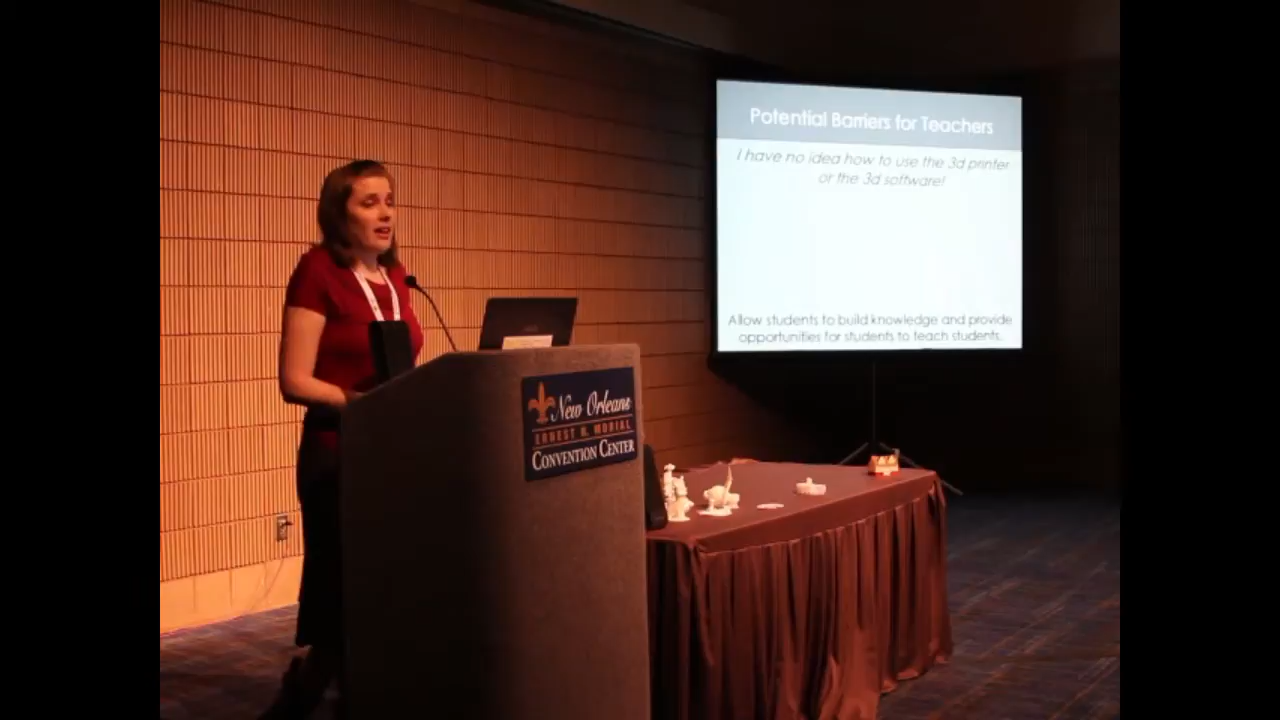 Potential Barriers for Teachers
I have no idea how to use the 3d printer
or the 3d software!
Allow students to build knowledge and provide
opportunities for students to teach students.
New Orleans
ERNEST N. MORIAL
CONVENTION CENTER